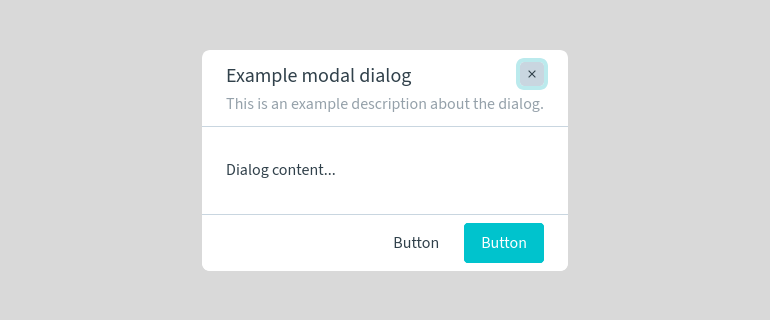 Example modal dialog
This is an example description about the dialog.
Dialog content...
Button Button